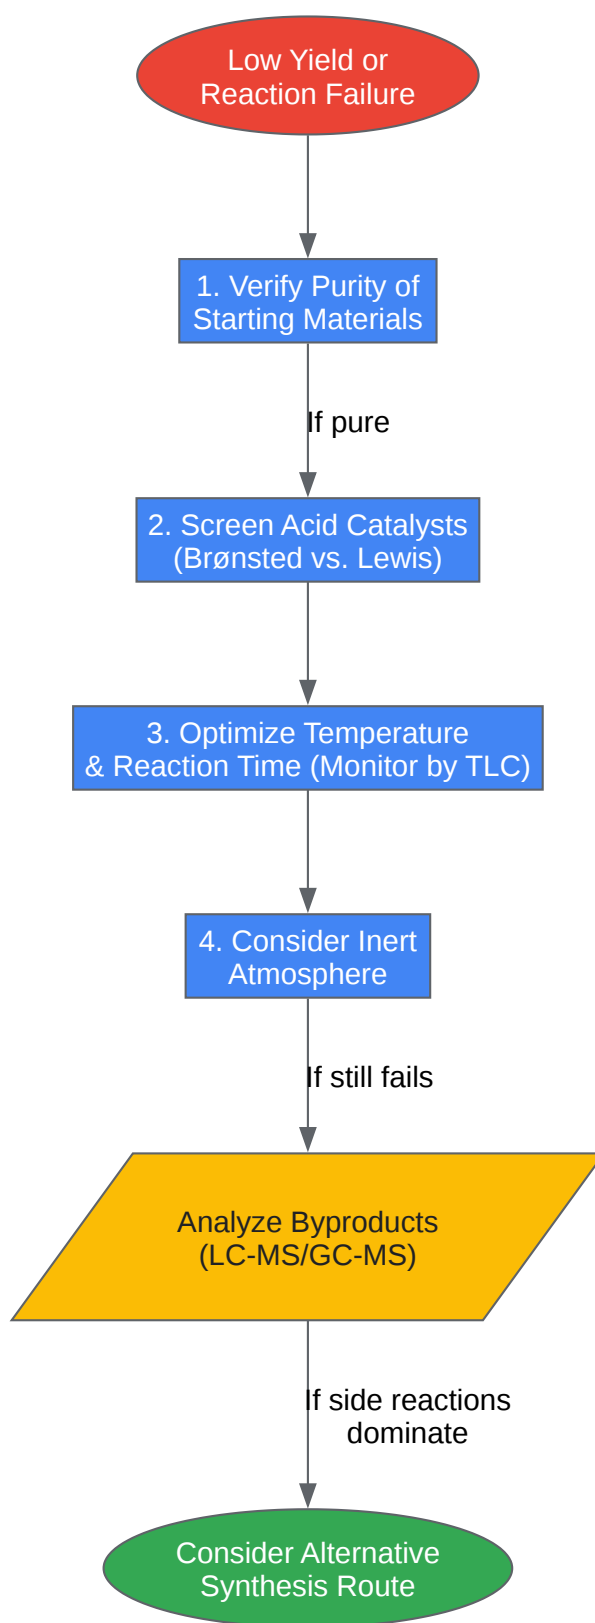 Low Yield or
Reaction Failure
1. Verify Purity of
Starting Materials
If pure
2. Screen Acid Catalysts
(Brønsted vs. Lewis)
3. Optimize Temperature
& Reaction Time (Monitor by TLC)
4. Consider Inert
Atmosphere
If still fails
Analyze Byproducts
(LC-MS/GC-MS)
If side reactions
dominate
Consider Alternative
Synthesis Route